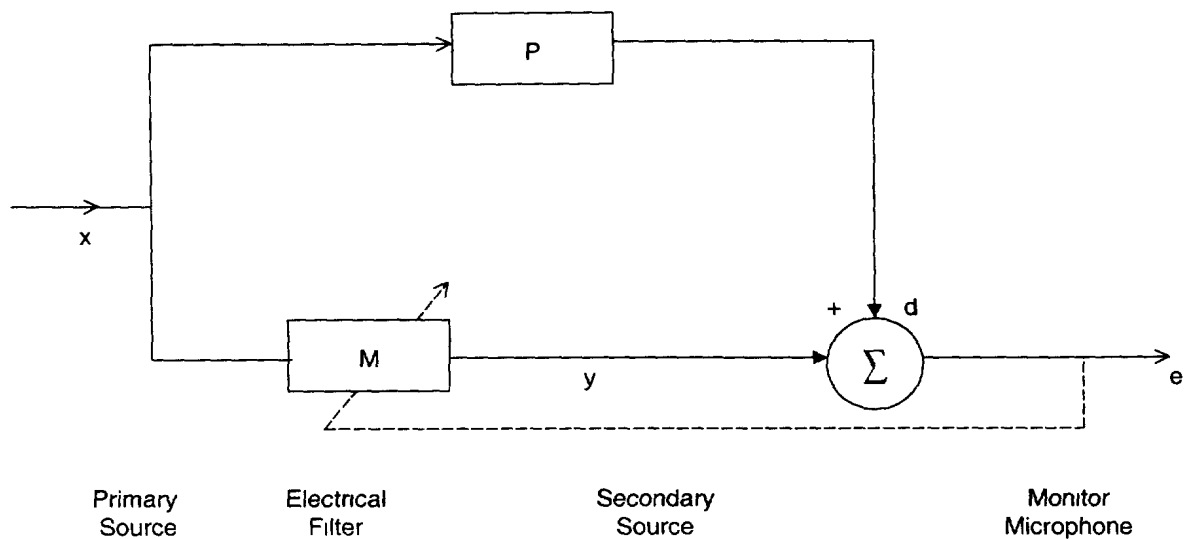 P
x
+ d
M
Σ
y
e
Primary Source
Electrical Filter
Secondary Source
Monitor Microphone